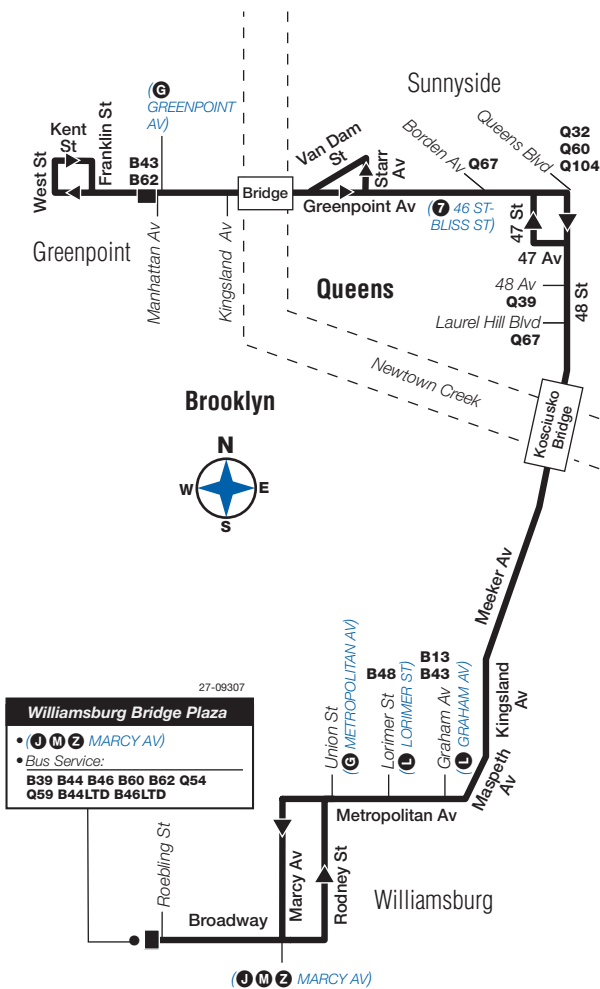 Sunnyside
(G
GREENPOINT
AV)
Kent
St
Franklin St
West St
B43
B62
Van Dam
St
Starr
Av
Borden Av
Q67
Queens Blvd
Q32
Q60
Q104
Bridge
Greenpoint Av
(7 46 ST-
BLISS ST)
47 St
47 Av
Greenpoint
Manhattan Av
Kingsland Av
Queens
48 Av
Q39
48 St
Laurel Hill Blvd
Q67
Newtown Creek
Kosciusko
Bridge
Brooklyn
N
W
E
S
Meeker Av
27-09307
Williamsburg Bridge Plaza
• (J M Z MARCY AV)
• Bus Service:
B39 B44 B46 B60 B62 Q54
Q59 B44LTD B46LTD
Union St
(G METROPOLITAN AV)
B48
Lorimer St
(L LORIMER ST)
B13
B43
Graham Av
(L GRAHAM AV)
Kingsland
Av
Maspeth
Av
Metropolitan Av
Roebling St
Broadway
Marcy Av
Rodney St
Williamsburg
(J M Z MARCY AV)